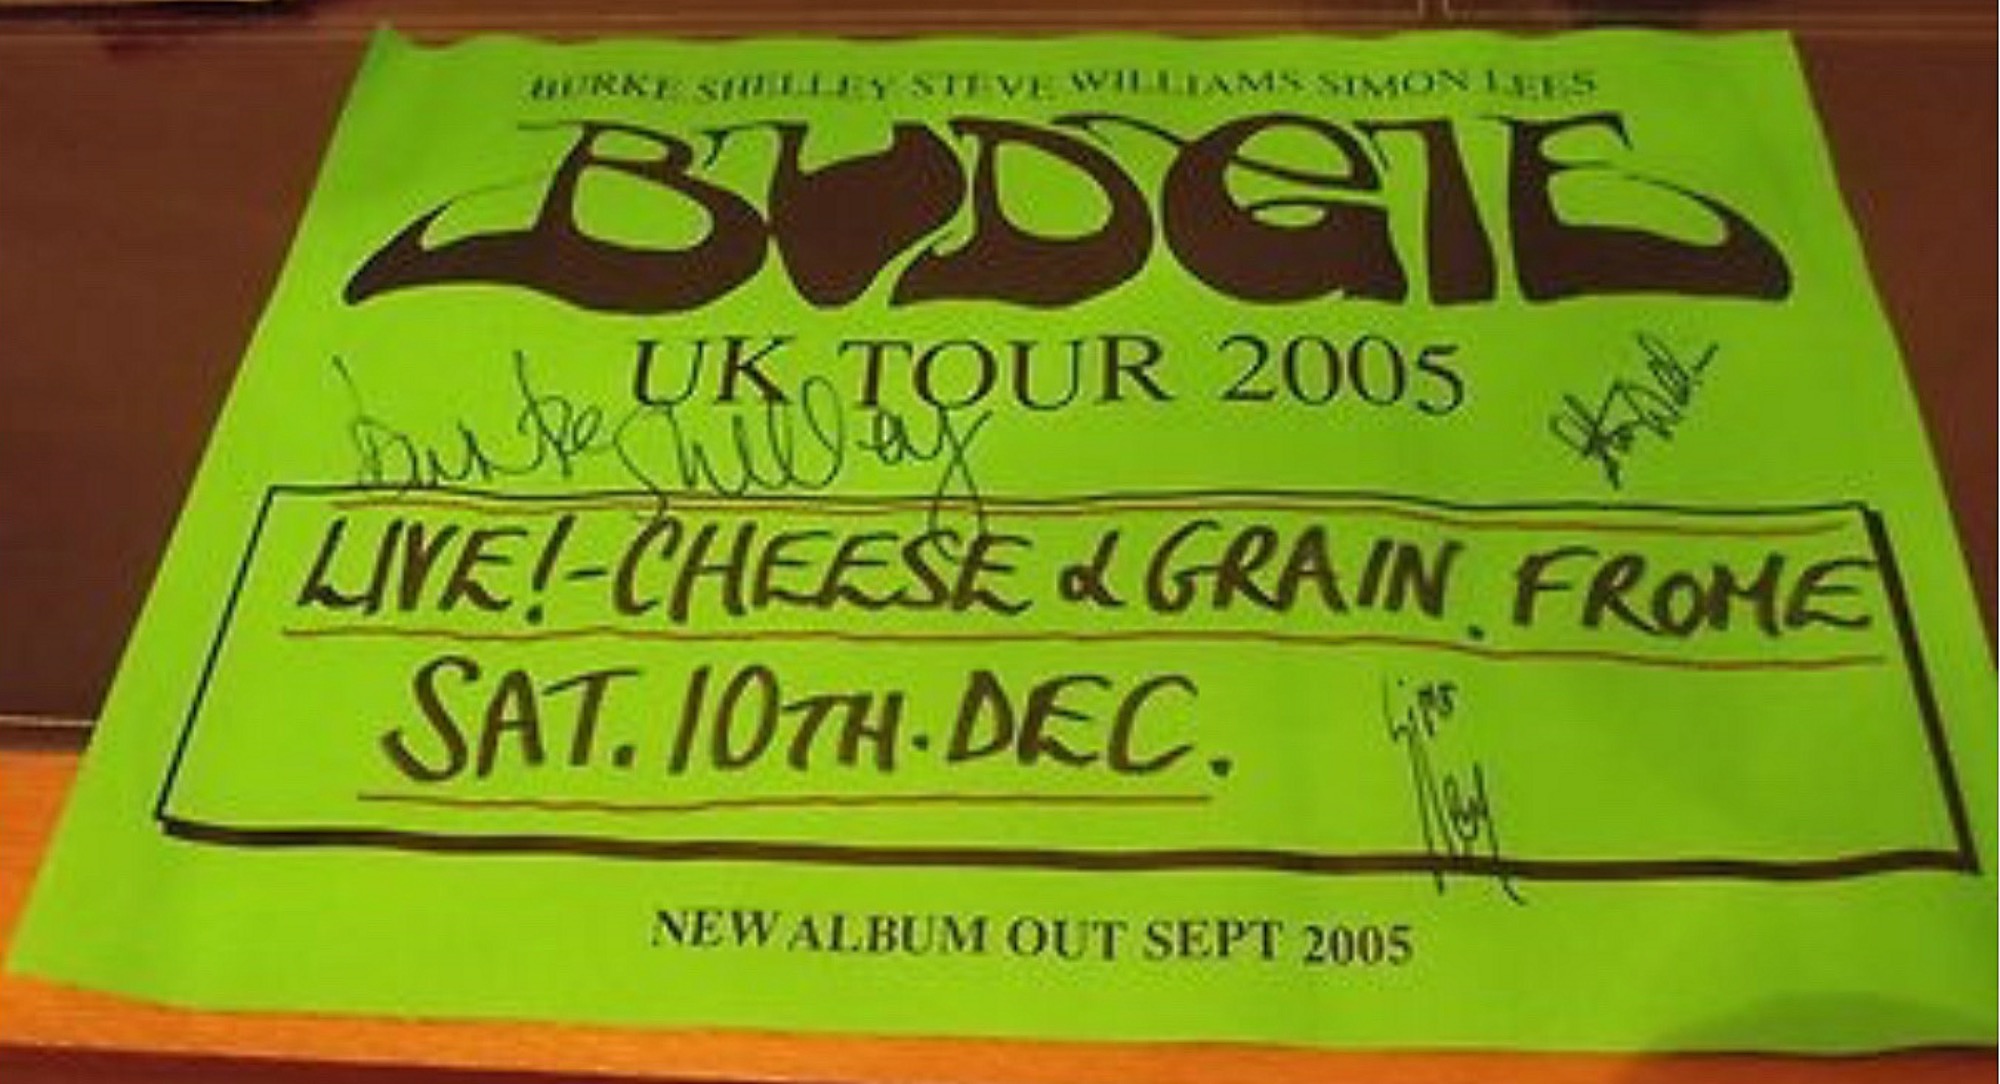 BURKE SHELLEY STEVE WILLIAMS SIMON LEES
BUDGIE
UK TOUR 2005
Burke Shelley
LIVE! - CHEESE & GRAIN. FROME
SAT. 10TH. DEC.
NEW ALBUM OUT SEPT 2005